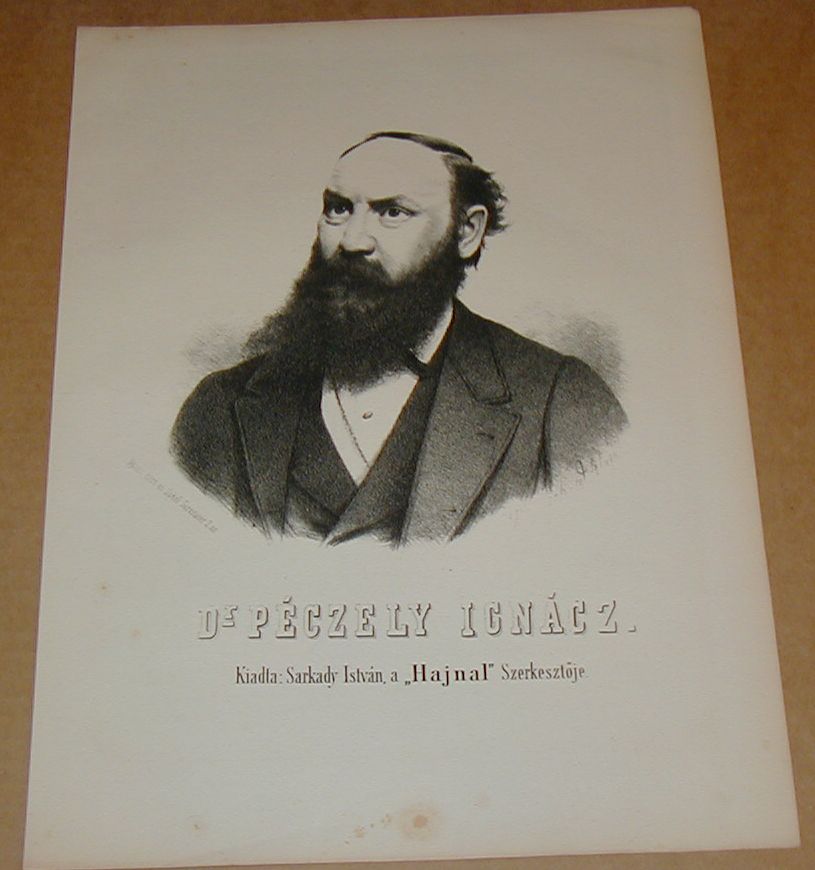 Dr PÉCZELY IGNÁCZ.
Kiadta: Sarkady István, a „Hajnal" Szerkesztője.